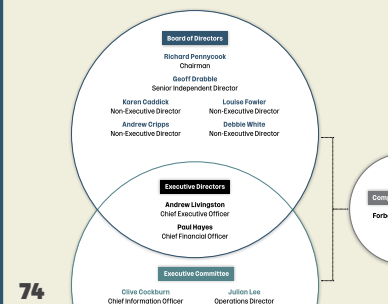 Board of Directors
Richard Pennycook
Chairman
Geoff Drabble
Senior Independent Director
Karen Caddick
Non-Executive Director
Louise Fowler
Non-Executive Director
Andrew Cripps
Non-Executive Director
Debbie White
Non-Executive Director
Executive Directors
Andrew Livingston
Chief Executive Officer
Paul Hayes
Chief Financial Officer
Executive Committee
Clive Cockburn
Chief Information Officer
Julian Lee
Operations Director
74